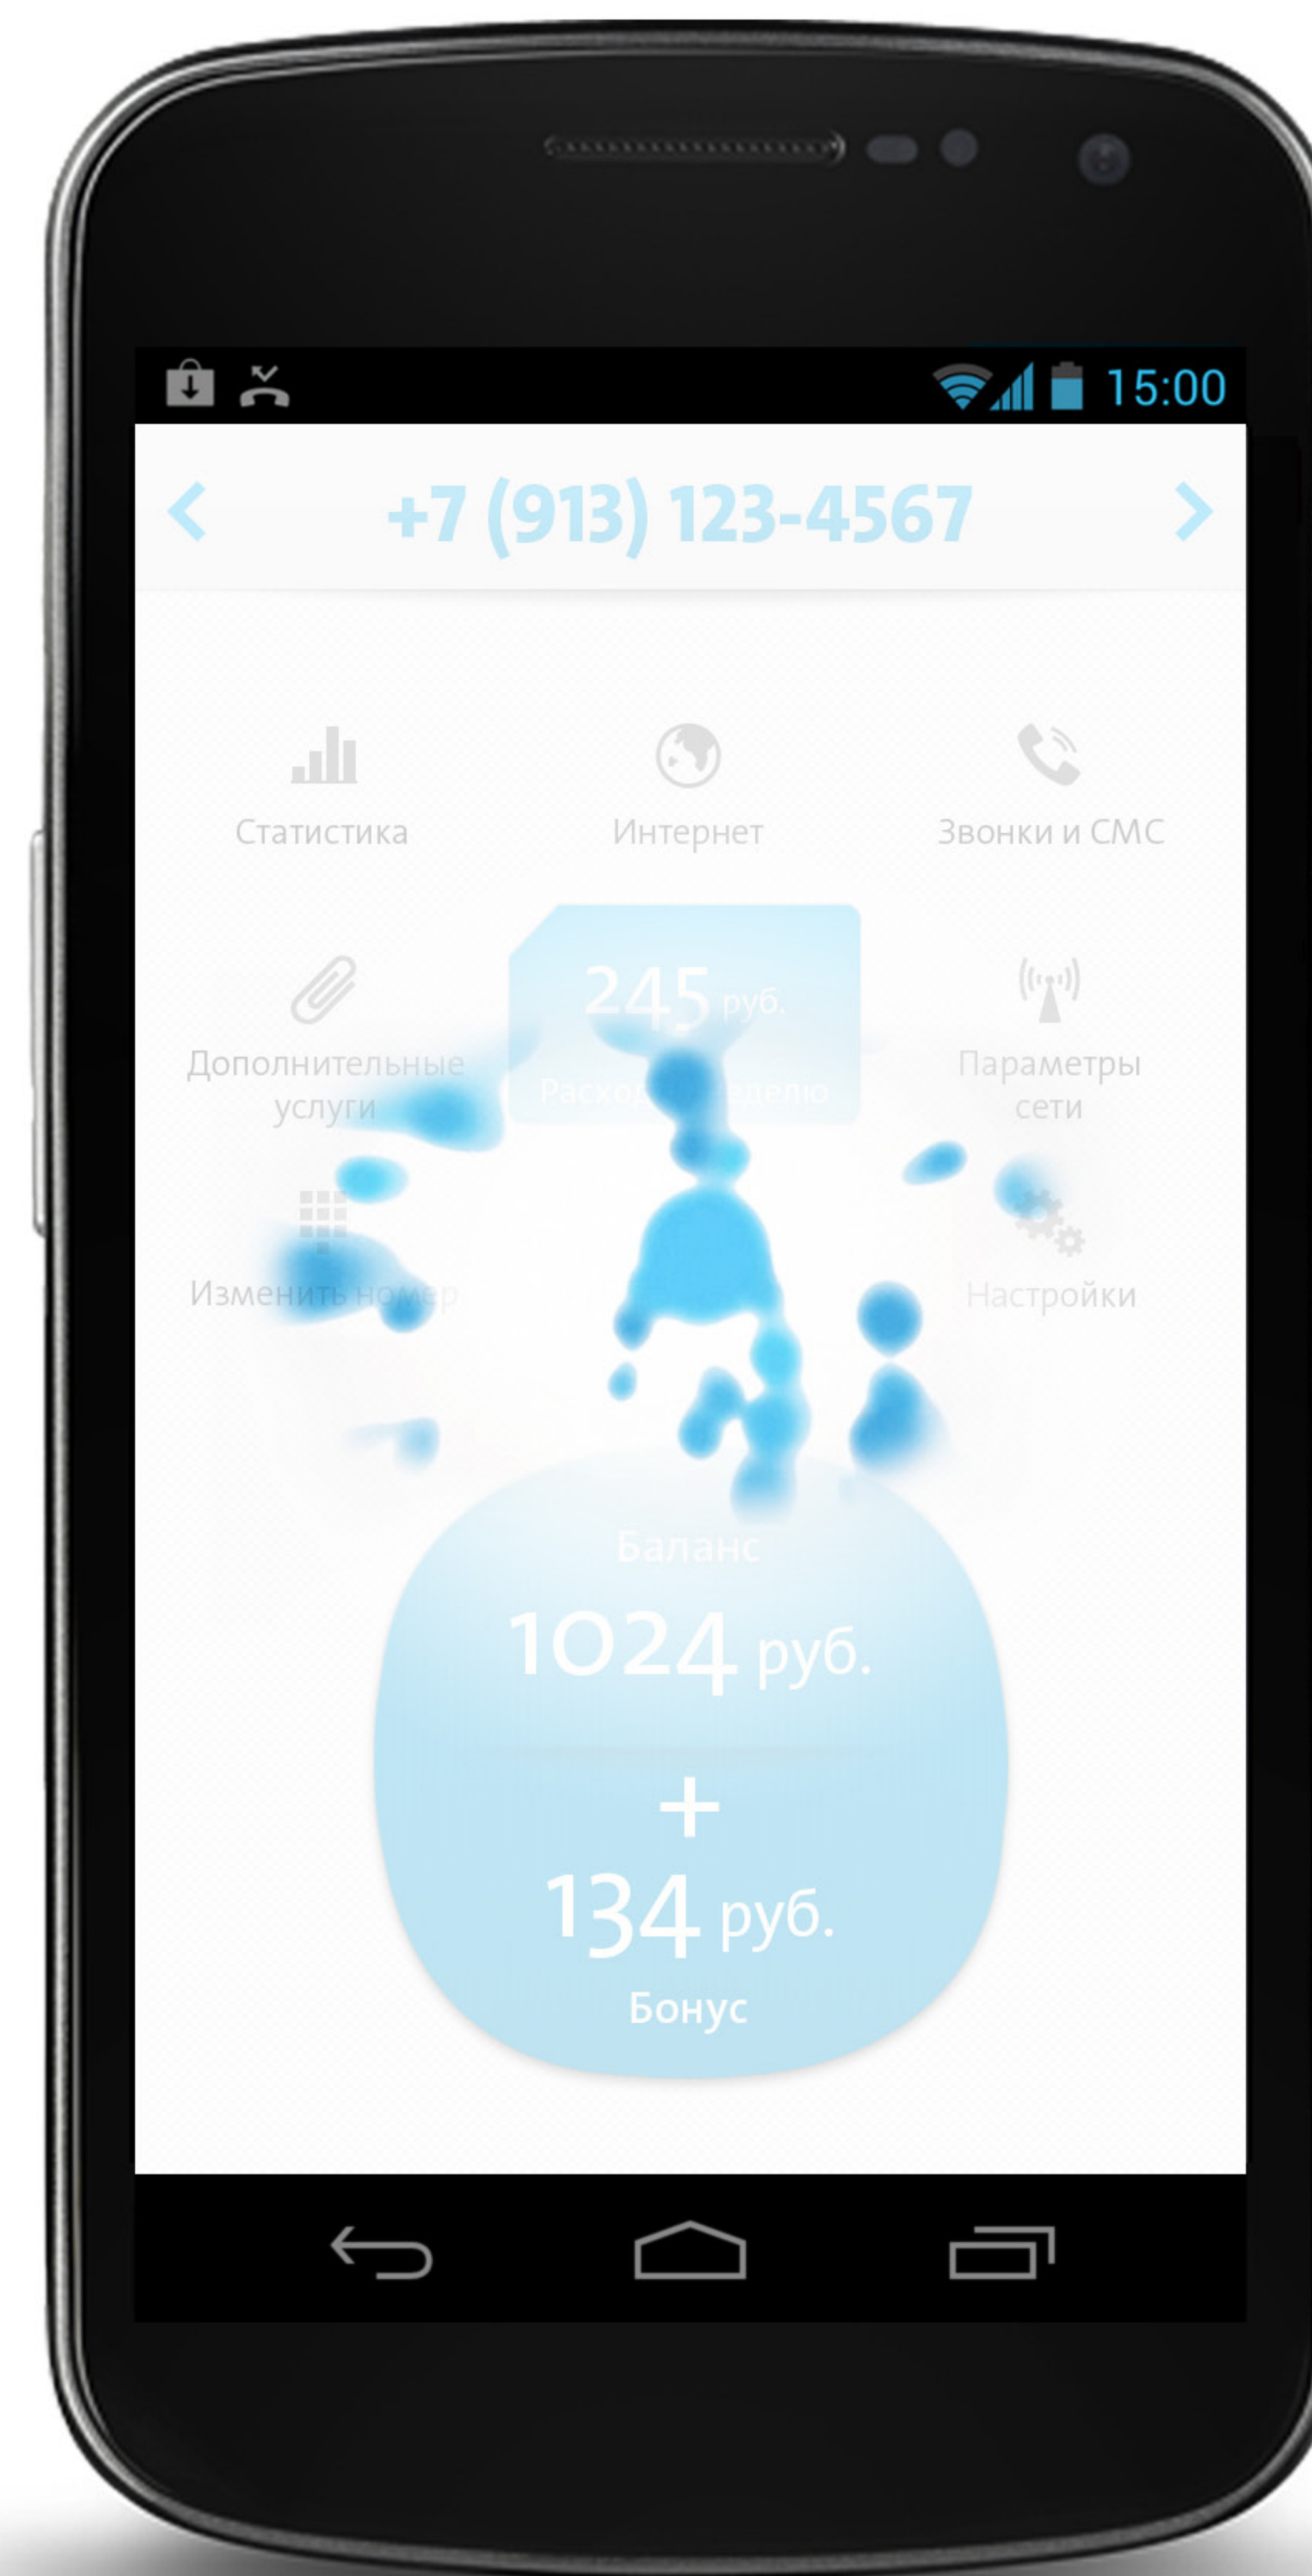 15:00
+7 (913) 123-4567
Статистика
Интернет
Звонки и СМС
245 руб.
Дополнительные
услуги
Параметры
сети
Изменить номер
Настройки
Баланс
1024 руб.
+
134 руб.
Бонус